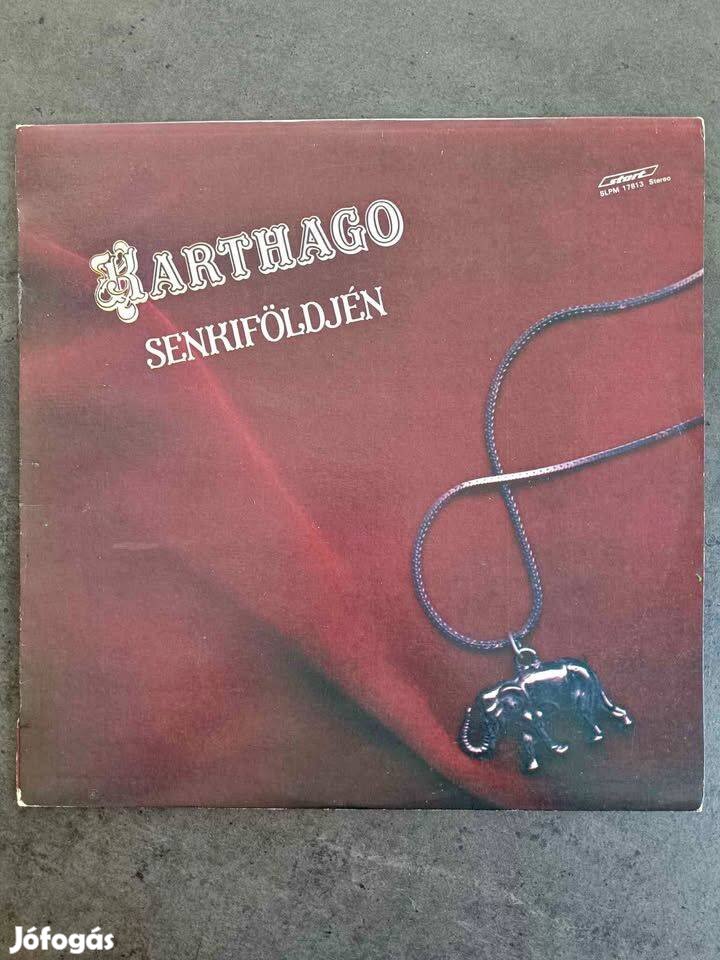 start
SLPM 17813 Stereo
KARTHAGO
SENKIFÖLDJÉN
Jófogás